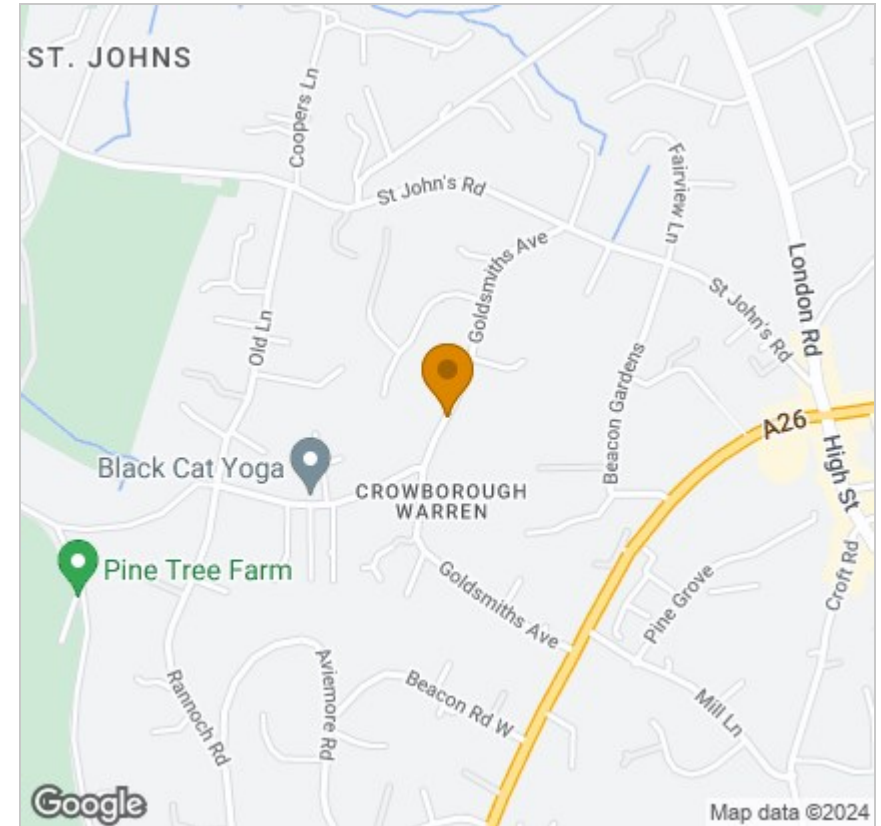 ST. JOHNS
Coopers Ln
St John's Rd
Fairview Ln
Goldsmiths Ave
London Rd
St John's Rd
Old Ln
Beacon Gardens
A26
High St
Black Cat Yoga
CROWBOROUGH
WARREN
Pine Tree Farm
Goldsmiths Ave
Pine Grove
Croft Rd
Aviemore Rd
Rannoch Rd
Beacon Rd W
Mill Ln
Google
Map data ©2024